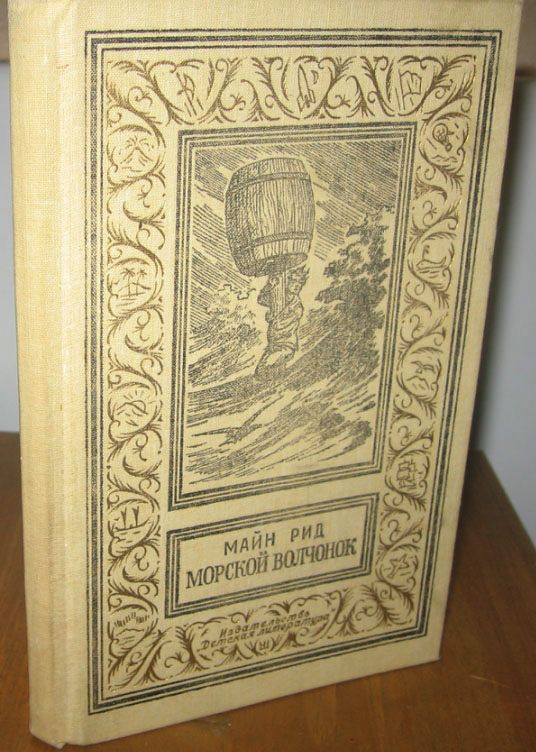 МАЙН РИД
МОРСКОЙ ВОЛЧОНОК
Издательство
Детская литература